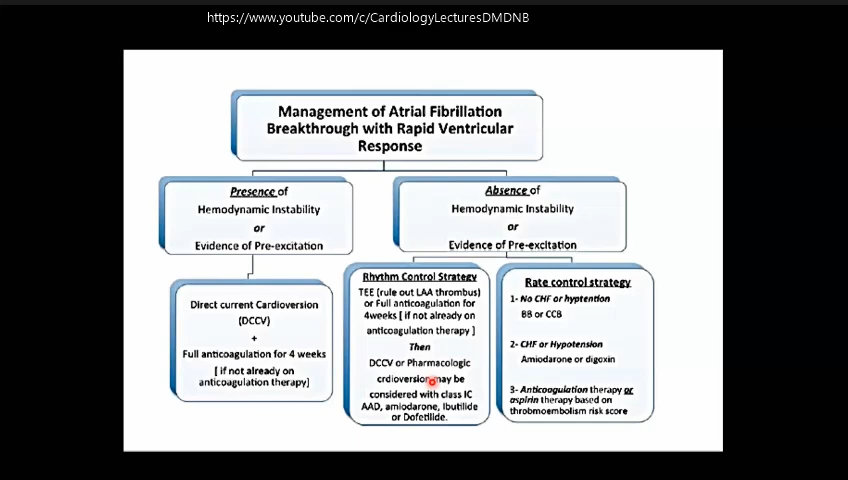 https://www.youtube.com/c/CardiologyLecturesDMDNB
Management of Atrial Fibrillation
Breakthrough with Rapid Ventricular
Response
Presence of
Hemodynamic Instability
or
Evidence of Pre-excitation
Absence of
Hemodynamic Instability
or
Evidence of Pre-excitation
Direct current Cardioversion
(DCCV)
+
Full anticoagulation for 4 weeks
[ if not already on
anticoagulation therapy]
Rhythm Control Strategy
TEE (rule out LAA thrombus)
or Full anticoagulation for
4weeks [ if not already on
anticoagulation therapy ]
Then
DCCV or Pharmacologic
crdioversion may be
considered with class IC
AAD, amiodarone, Ibutilide
or Dofetilide.
Rate control strategy
1- No CHF or hyptention
BB or CCB
2- CHF or Hypotension
Amiodarone or digoxin
3- Anticoagulation therapy or
aspirin therapy based on
throbmoembolism risk score